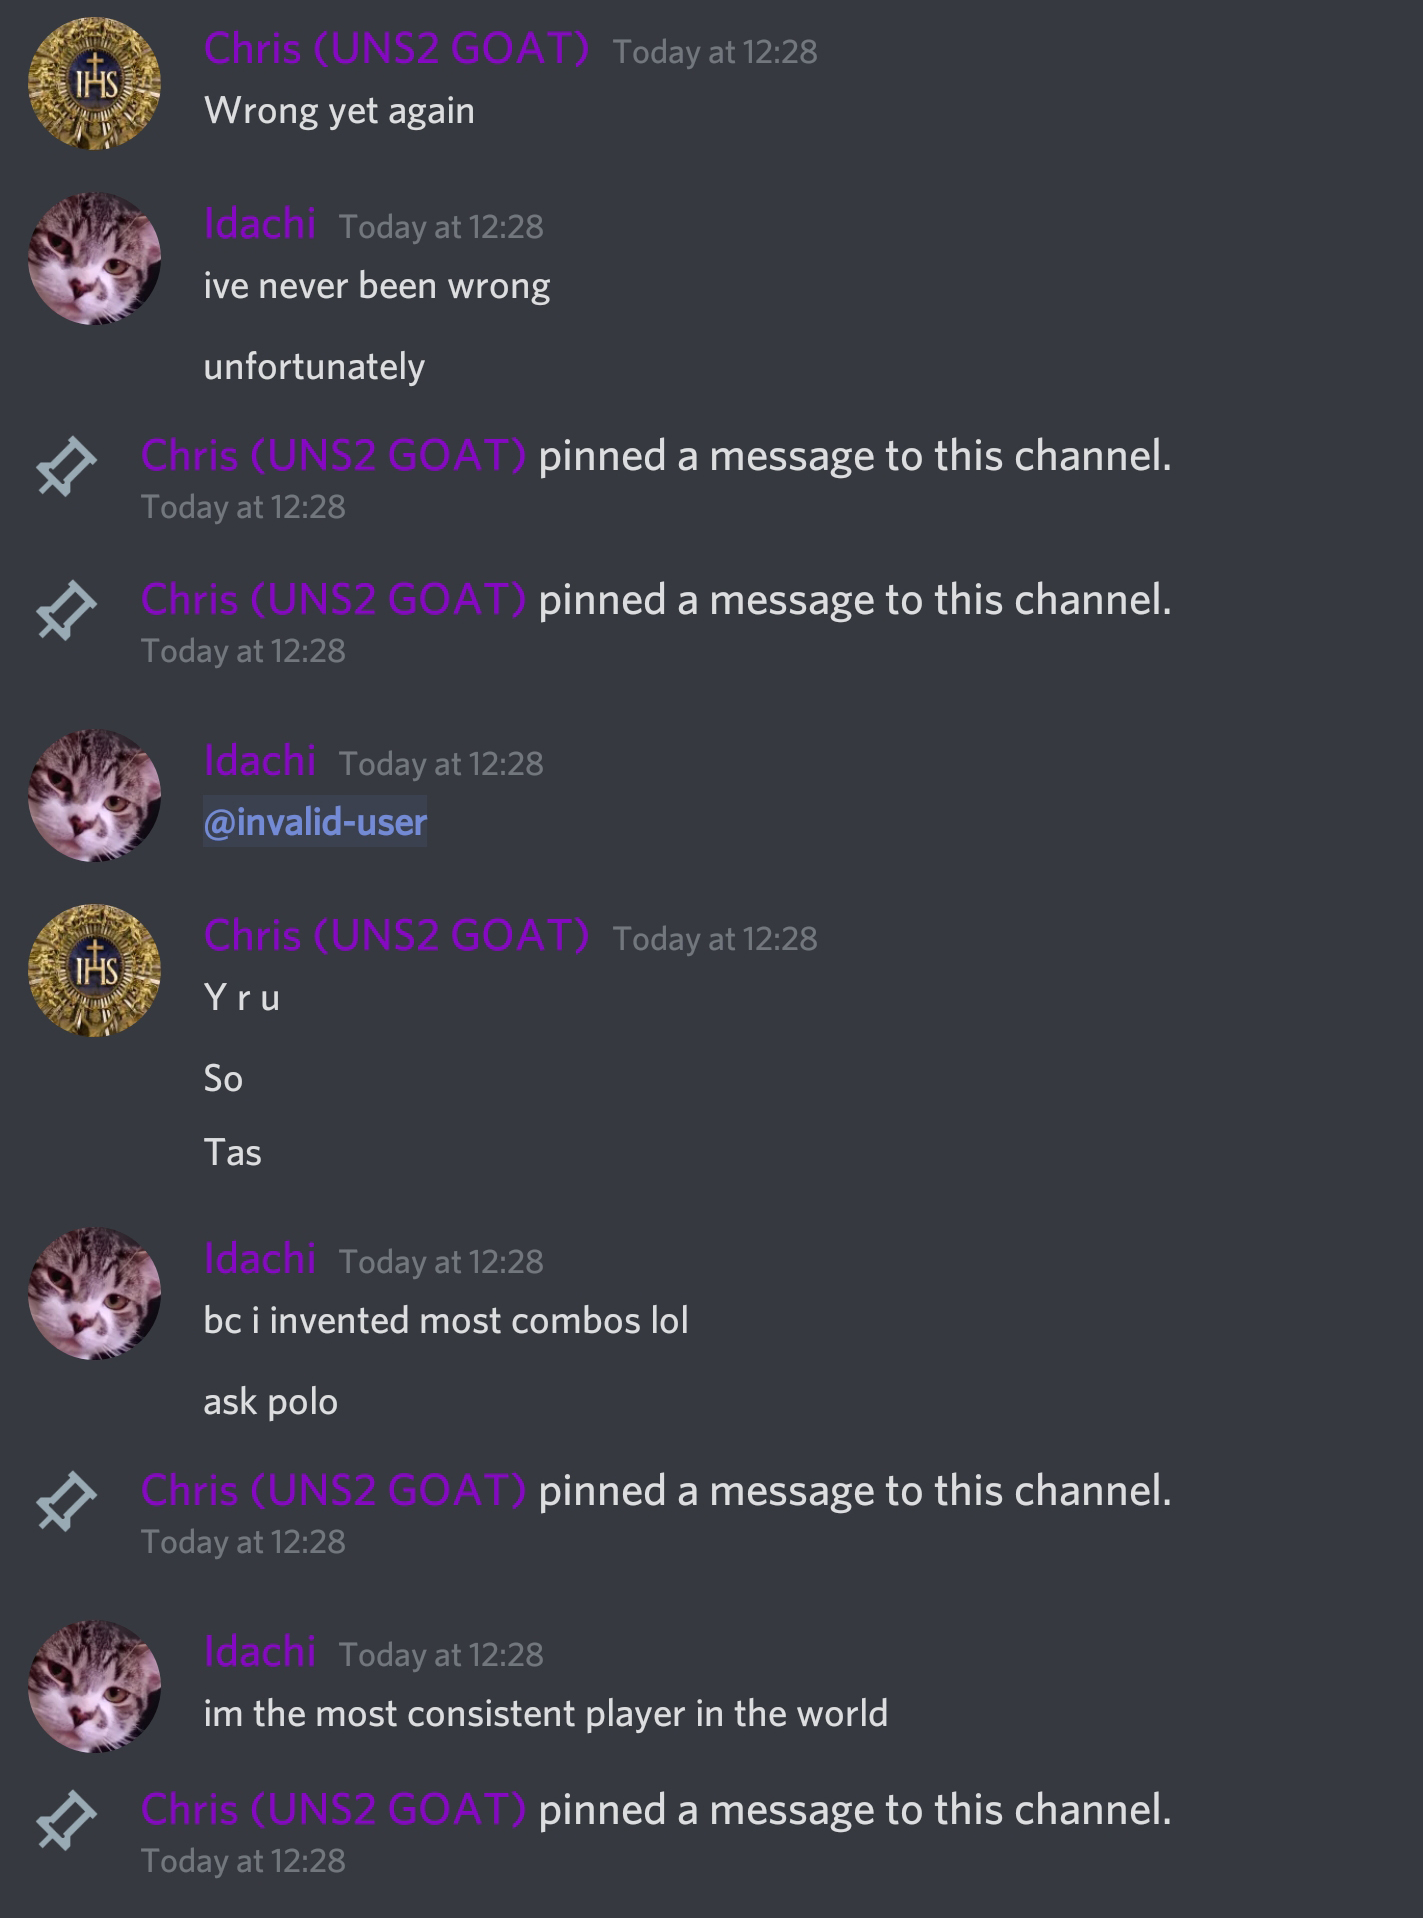 IHS
Chris (UNS2 GOAT) Today at 12:28
Wrong yet again
Idachi Today at 12:28
ive never been wrong
unfortunately
Chris (UNS2 GOAT) pinned a message to this channel.
Today at 12:28
Chris (UNS2 GOAT) pinned a message to this channel.
Today at 12:28
Idachi Today at 12:28
@invalid-user
IHS
Chris (UNS2 GOAT) Today at 12:28
Y r u
So
Tas
Idachi Today at 12:28
bc i invented most combos lol
ask polo
Chris (UNS2 GOAT) pinned a message to this channel.
Today at 12:28
Idachi Today at 12:28
im the most consistent player in the world
Chris (UNS2 GOAT) pinned a message to this channel.
Today at 12:28